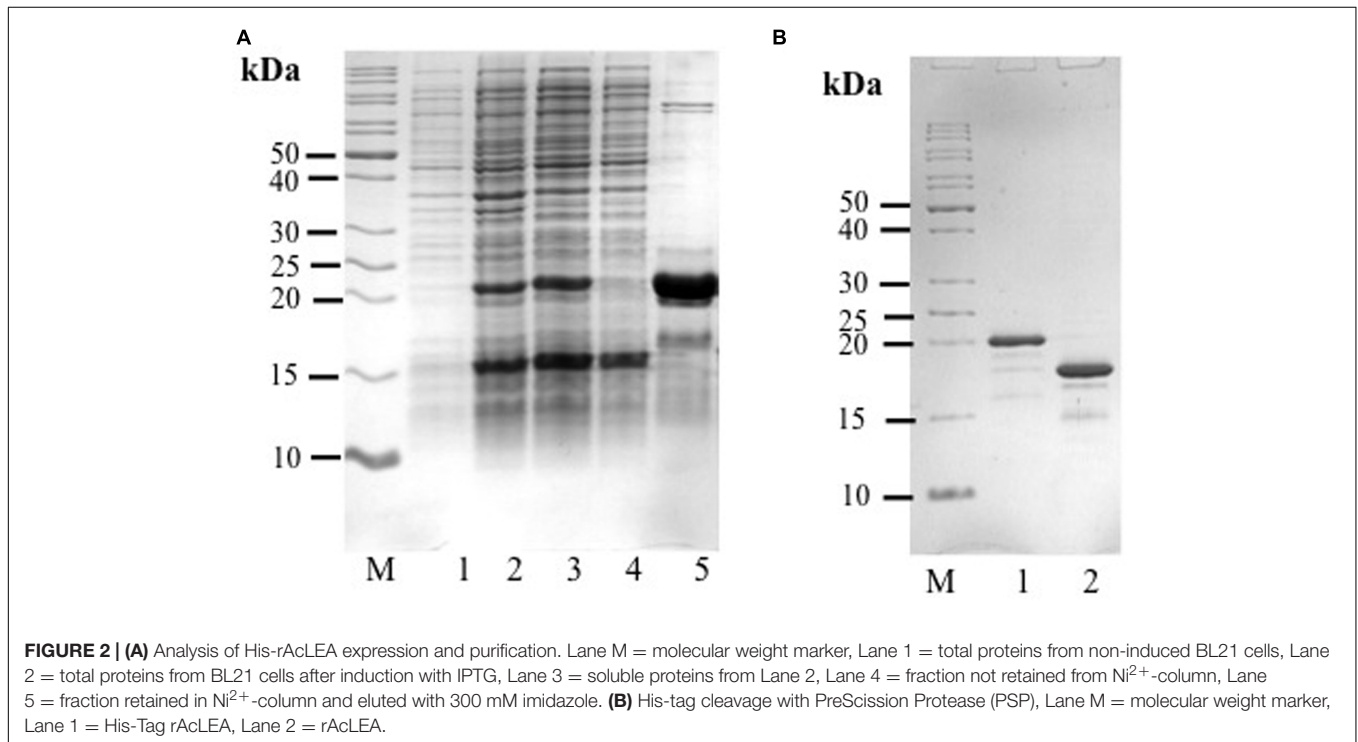 A
kDa
50
40
30
25
20
15
10
M 1 2 3 4 5
B
kDa
50
40
30
25
20
15
10
M 1 2
FIGURE 2 | (A) Analysis of His-rAcLEA expression and purification. Lane M = molecular weight marker, Lane 1 = total proteins from non-induced BL21 cells, Lane
2 = total proteins from BL21 cells after induction with IPTG, Lane 3 = soluble proteins from Lane 2, Lane 4 = fraction not retained from Ni²⁺-column, Lane
5 = fraction retained in Ni²⁺-column and eluted with 300 mM imidazole. (B) His-tag cleavage with PreScission Protease (PSP), Lane M = molecular weight marker,
Lane 1 = His-Tag rAcLEA, Lane 2 = rAcLEA.